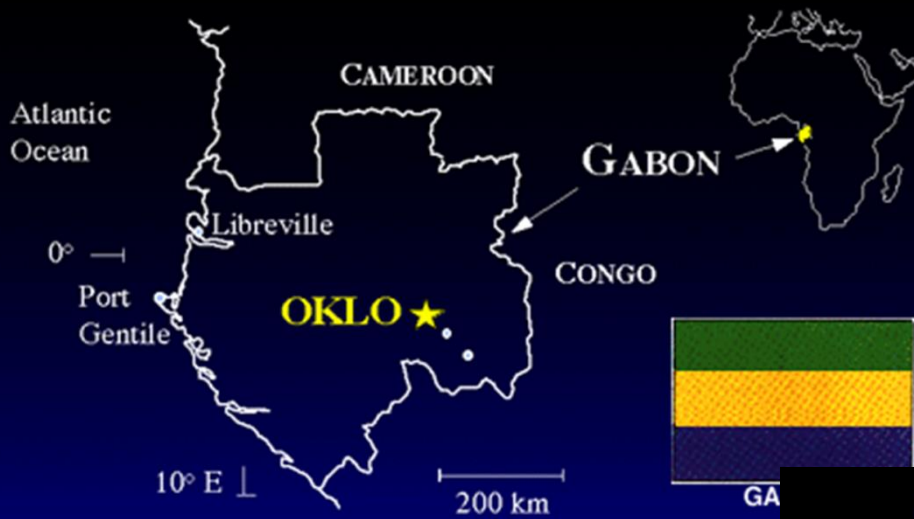 CAMEROON
Atlantic
Ocean
GABON
Libreville
0°
CONGO
Port
Gentile
OKLO
10° E
200 km
GA